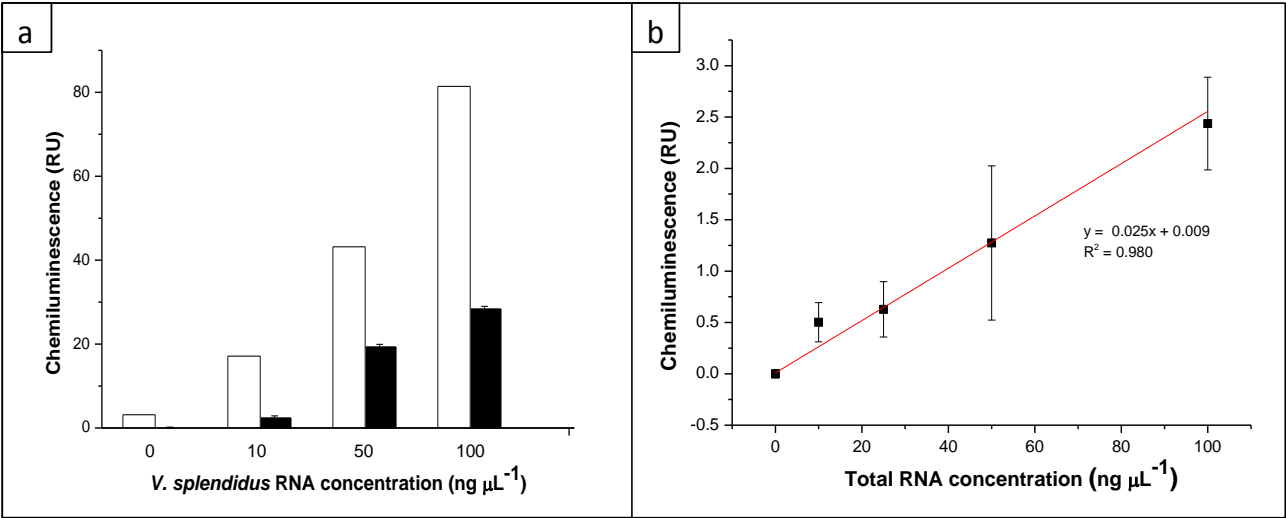 a
Chemiluminescence (RU)
80
60
40
20
0
0 10 50 100
V. splendidus RNA concentration (ng μL⁻¹)
b
Chemiluminescence (RU)
3.0
2.5
2.0
1.5
1.0
0.5
0.0
-0.5
y = 0.025x + 0.009
R² = 0.980
0 20 40 60 80 100
Total RNA concentration (ng μL⁻¹)